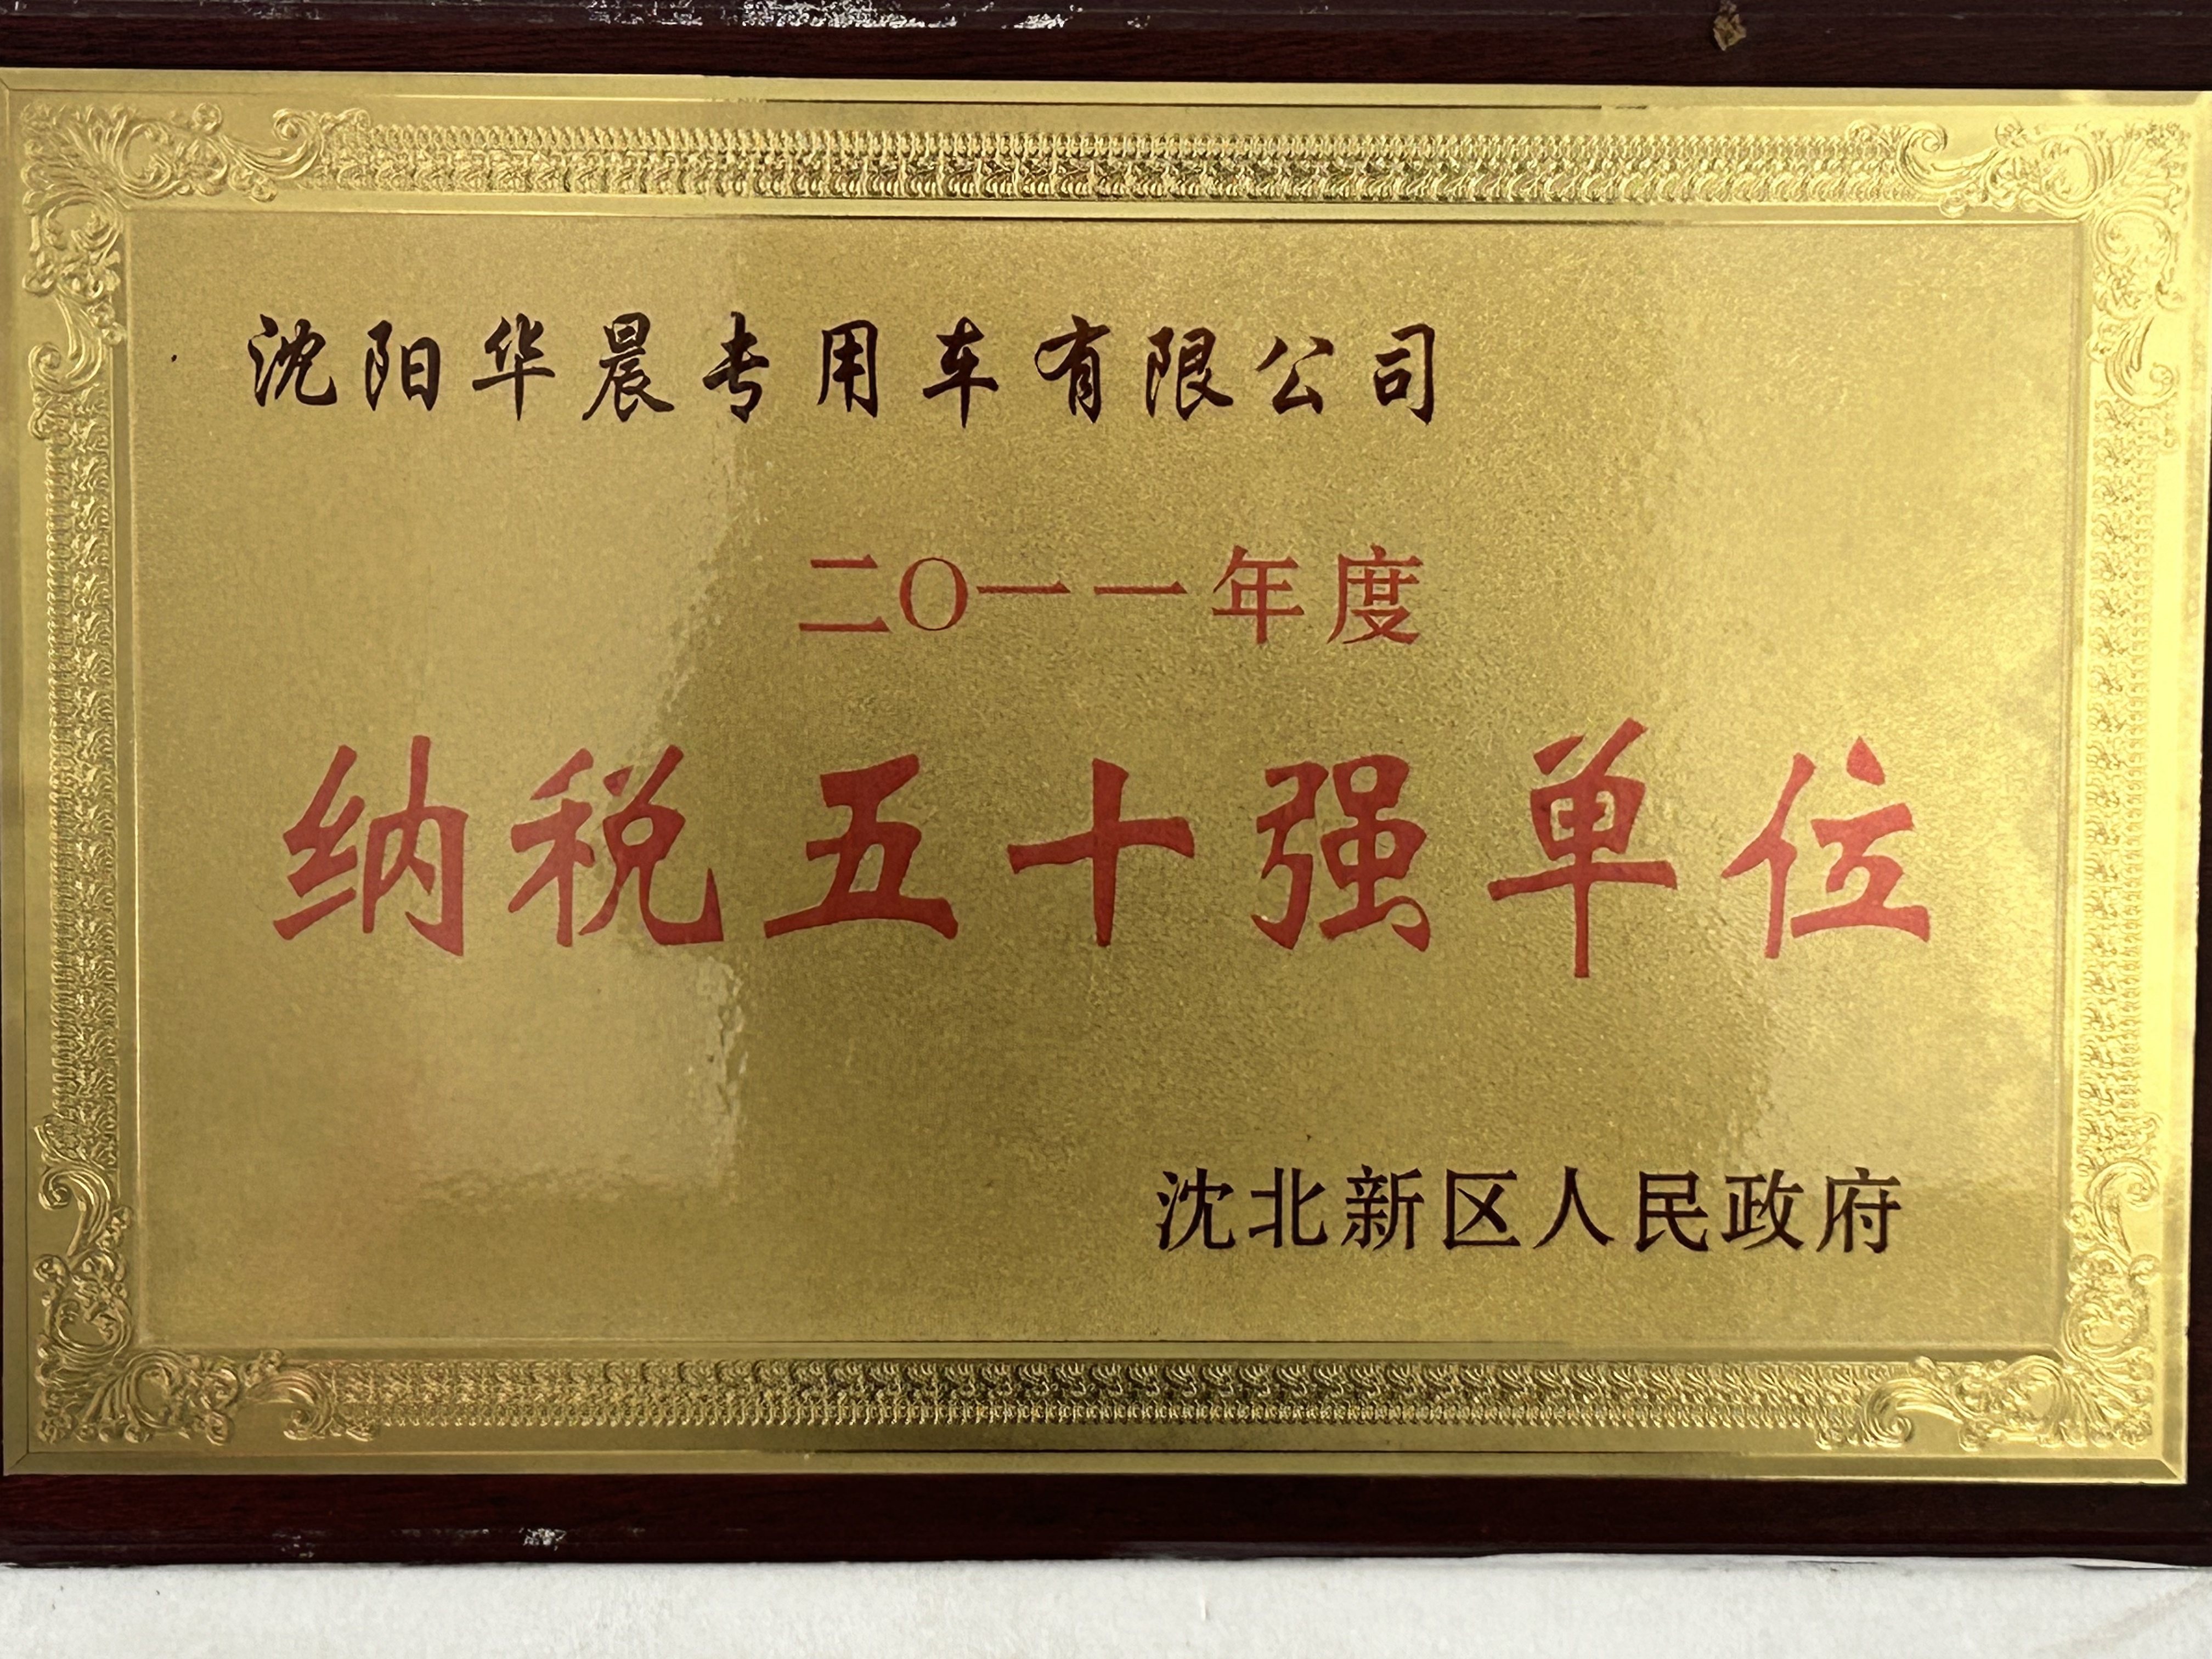 沈阳华晨专用车有限公司
二〇一一年度
纳税五十强单位
沈北新区人民政府